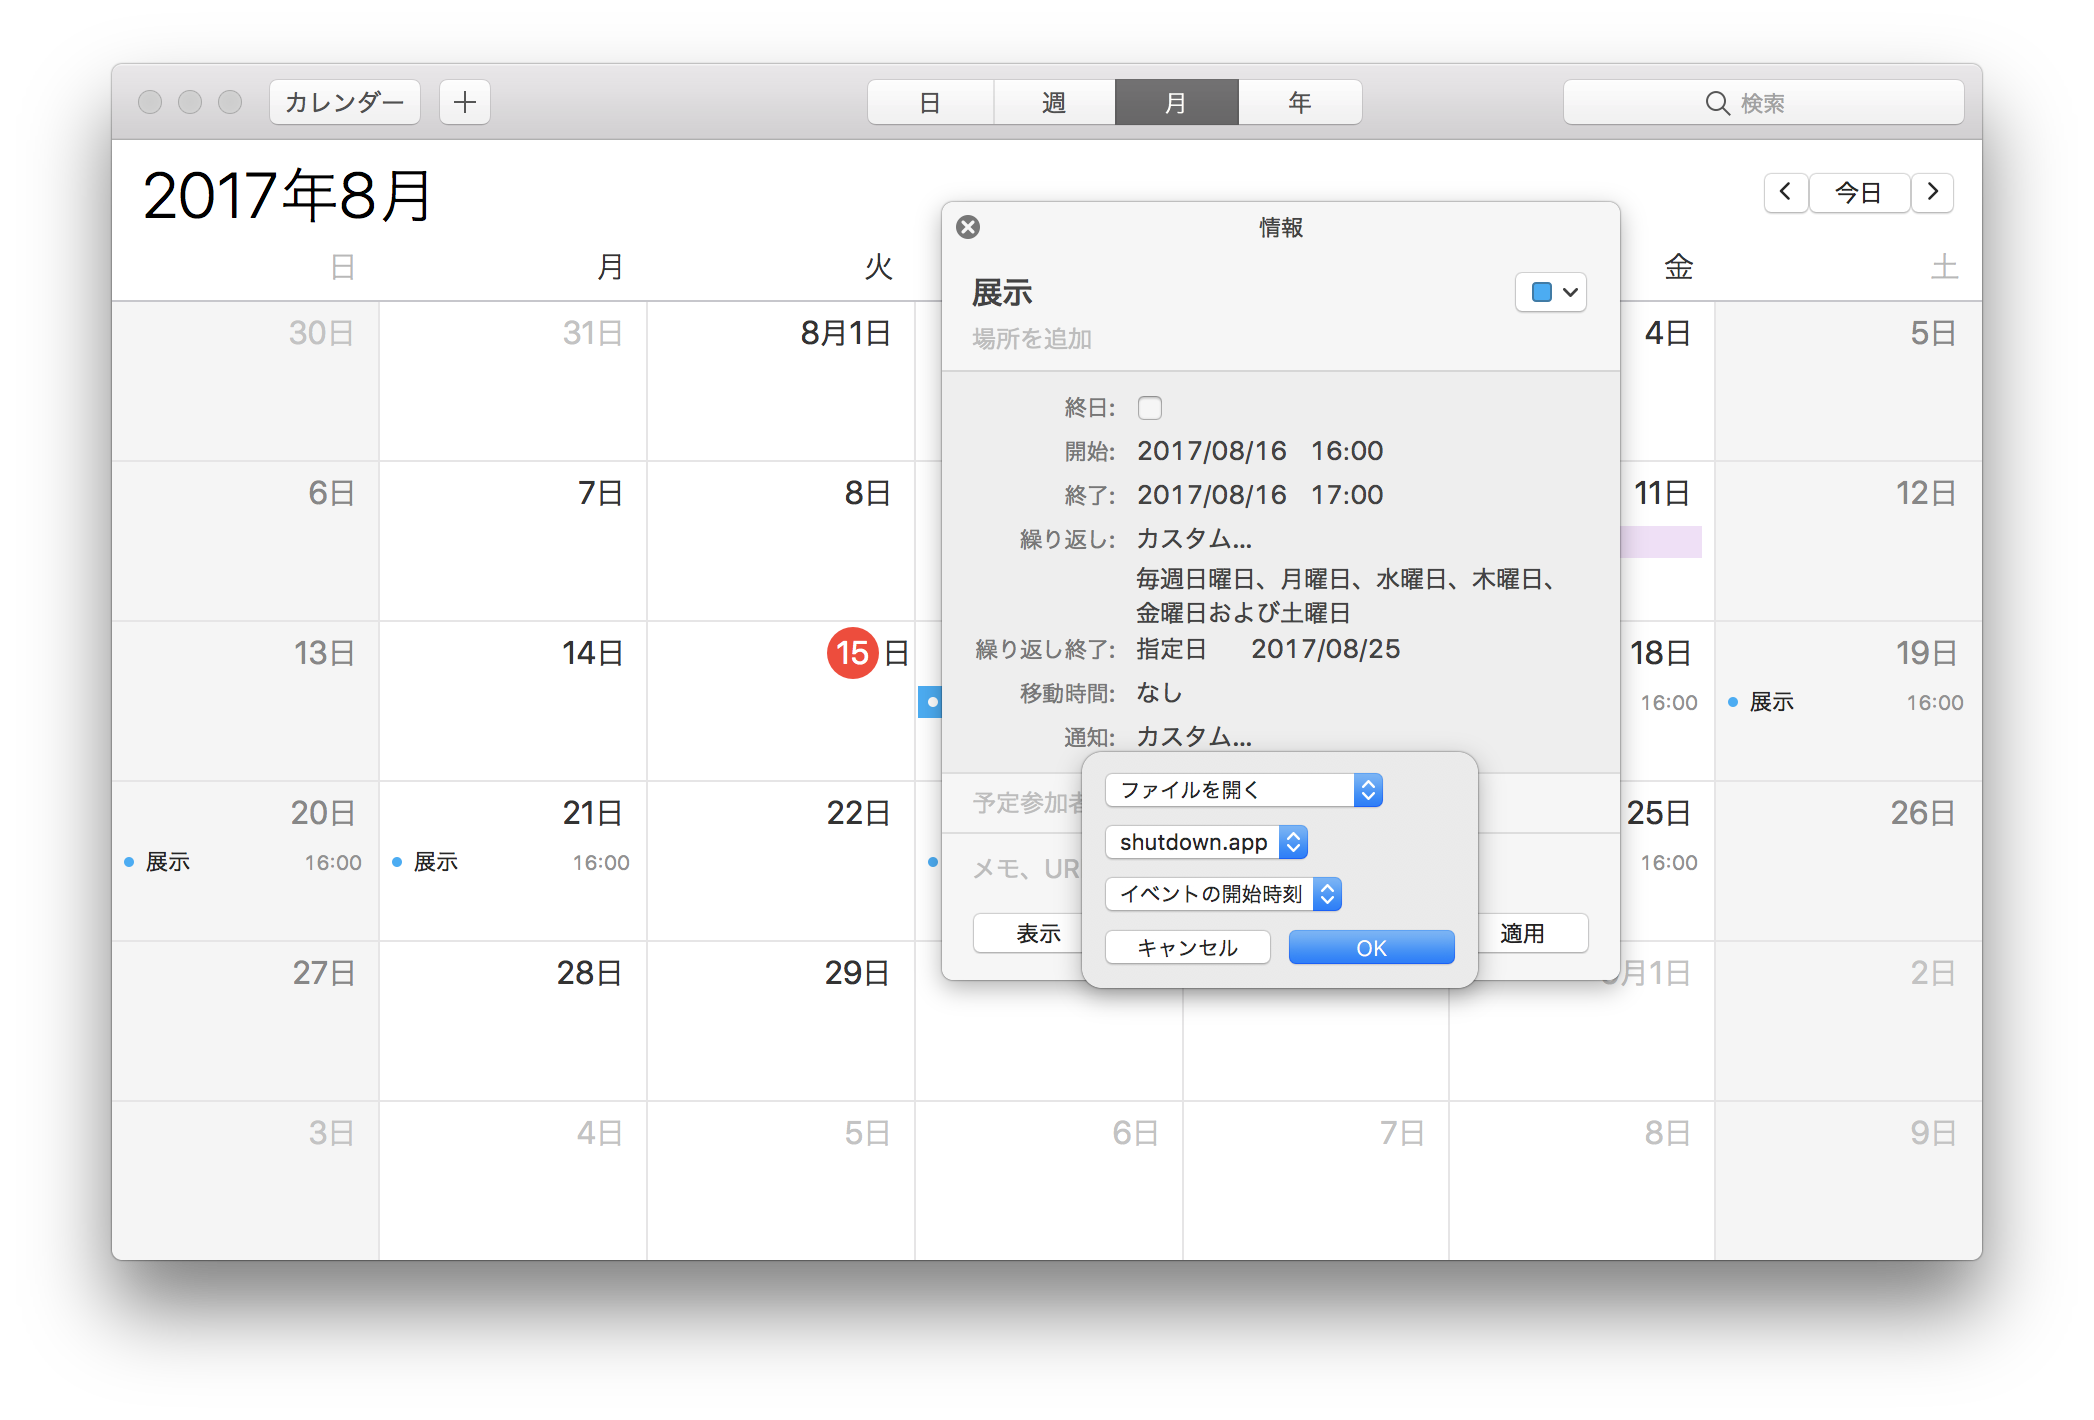 カレンダー
日 週 月 年
検索
2017年8月
今日
日 月 火 金 土
30日 31日 8月1日 4日 5日
6日 7日 8日 11日 12日
13日 14日 15日 18日 19日
16:00 展示 16:00
20日 21日 22日 25日 26日
展示 16:00 展示 16:00 16:00
27日 28日 29日 月1日 2日
3日 4日 5日 6日 7日 8日 9日
情報
展示
場所を追加
終日:
開始: 2017/08/16 16:00
終了: 2017/08/16 17:00
繰り返し: カスタム...
毎週日曜日、月曜日、水曜日、木曜日、
金曜日および土曜日
繰り返し終了: 指定日 2017/08/25
移動時間: なし
通知: カスタム...
予定参加者
メモ、UR
表示 適用
ファイルを開く
shutdown.app
イベントの開始時刻
キャンセル OK